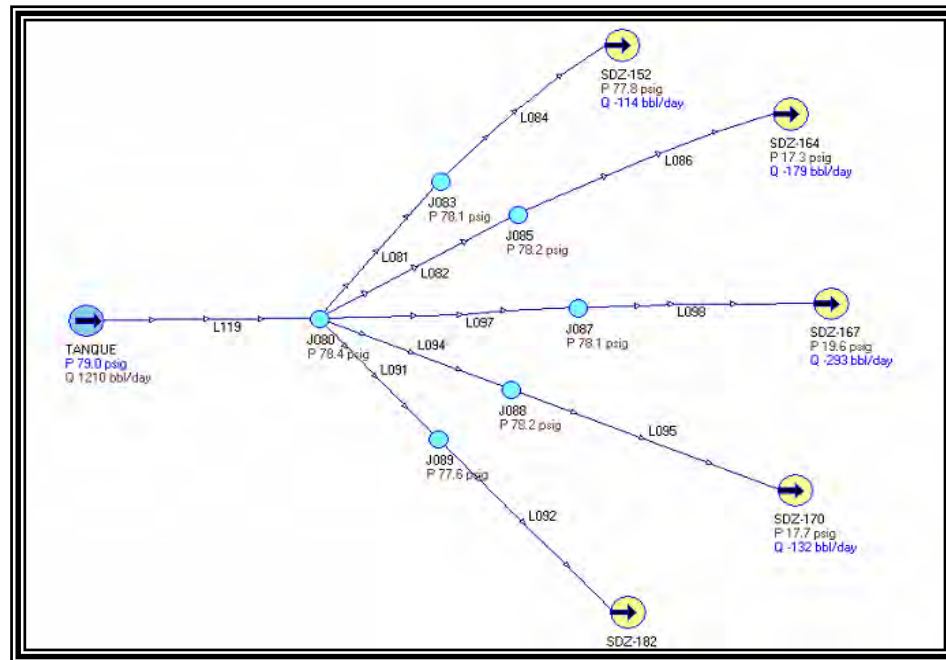 SDZ-152
P 77.8 psig
Q -114 bbl/day
L084
SDZ-164
P 17.3 psig
Q -179 bbl/day
L086
J083
P 78.1 psig
J085
P 78.2 psig
L081
L082
L119
TANQUE
P 79.0 psig
Q 1210 bbl/day
J080
P 78.4 psig
L097
J087
P 78.1 psig
L098
SDZ-167
P 19.6 psig
Q -293 bbl/day
L094
L091
J088
P 78.2 psig
L095
J089
P 77.6 psig
L092
SDZ-170
P 17.7 psig
Q -132 bbl/day
SDZ-182